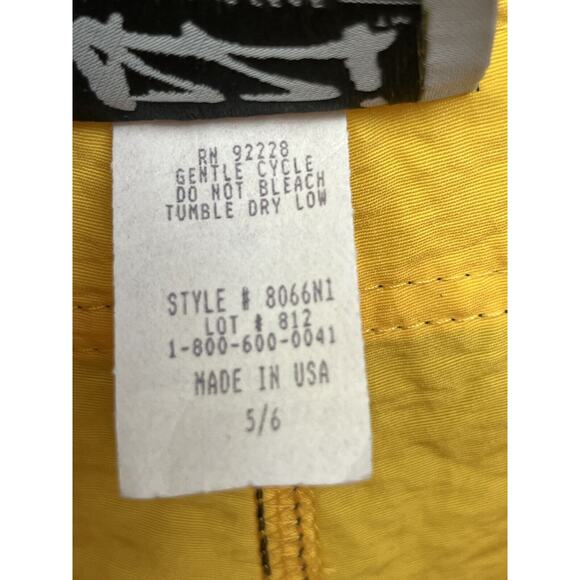 RN 92228
GENTLE CYCLE
DO NOT BLEACH
TUMBLE DRY LOW
STYLE # 8066N1
LOT # 812
1-800-600-0041
MADE IN USA
5/6